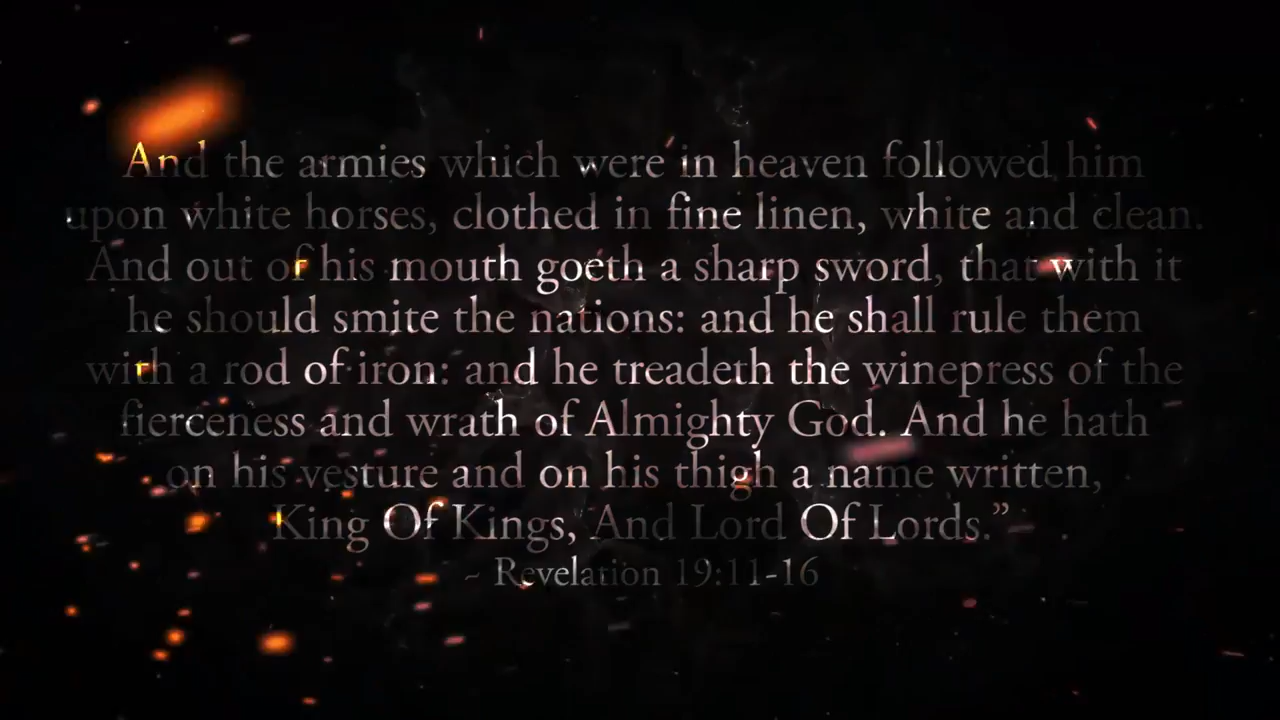 And the armies which were in heaven followed him
upon white horses, clothed in fine linen, white and clean.
And out of his mouth goeth a sharp sword, that with it
he should smite the nations: and he shall rule them
with a rod of iron: and he treadeth the winepress of the
fierceness and wrath of Almighty God. And he hath
on his vesture and on his thigh a name written,
King Of Kings, And Lord Of Lords.”
~ Revelation 19:11-16